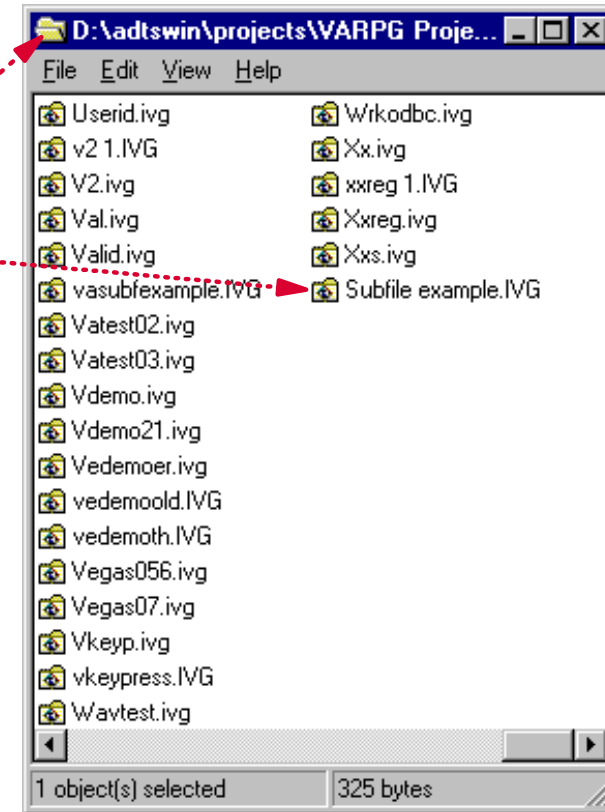 D:\adtswin\projects\VARPG Proje...
File Edit View Help
Userid.ivg
v2 1.IVG
V2.ivg
Val.ivg
Valid.ivg
vasubfexample.IVG
Vatest02.ivg
Vatest03.ivg
Vdemo.ivg
Vdemo21.ivg
Vedemoer.ivg
vedemoold.IVG
vedemoth.IVG
Vegas056.ivg
Vegas07.ivg
Vkeyp.ivg
vkeypress.IVG
Wavtest.ivg
Wrkodbc.ivg
Xx.ivg
xxreg 1.IVG
Xxreg.ivg
Xxs.ivg
Subfile example.IVG
1 object(s) selected
325 bytes